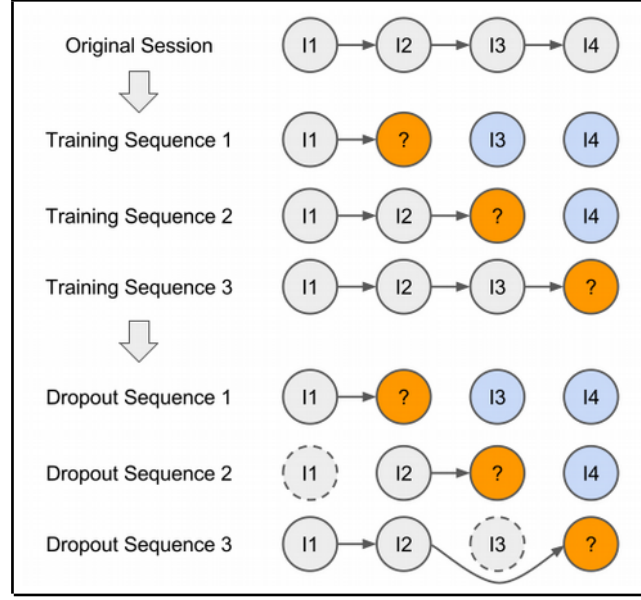 Original Session I1 I2 I3 I4
Training Sequence 1 I1 ? I3 I4
Training Sequence 2 I1 I2 ? I4
Training Sequence 3 I1 I2 I3 ?
Dropout Sequence 1 I1 ? I3 I4
Dropout Sequence 2 I1 I2 ? I4
Dropout Sequence 3 I1 I2 I3 ?